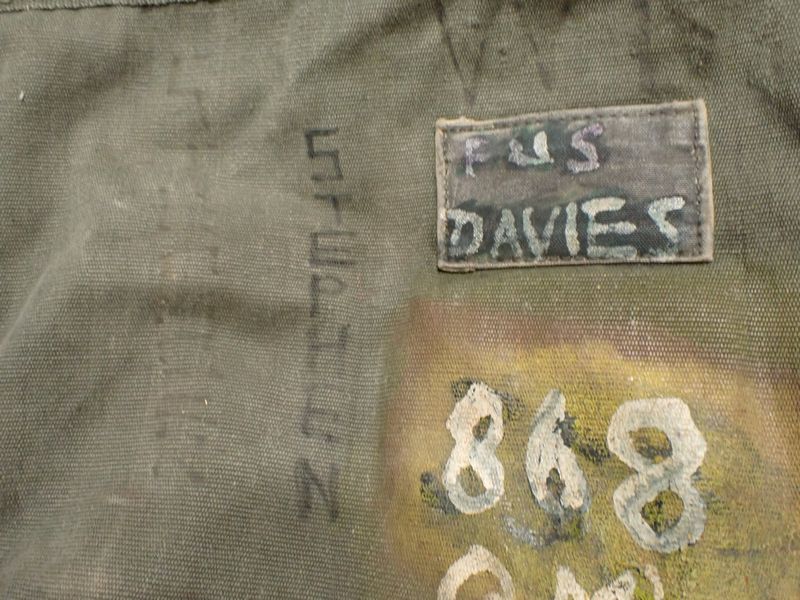 STEPHEN
FUS
DAVIES
868